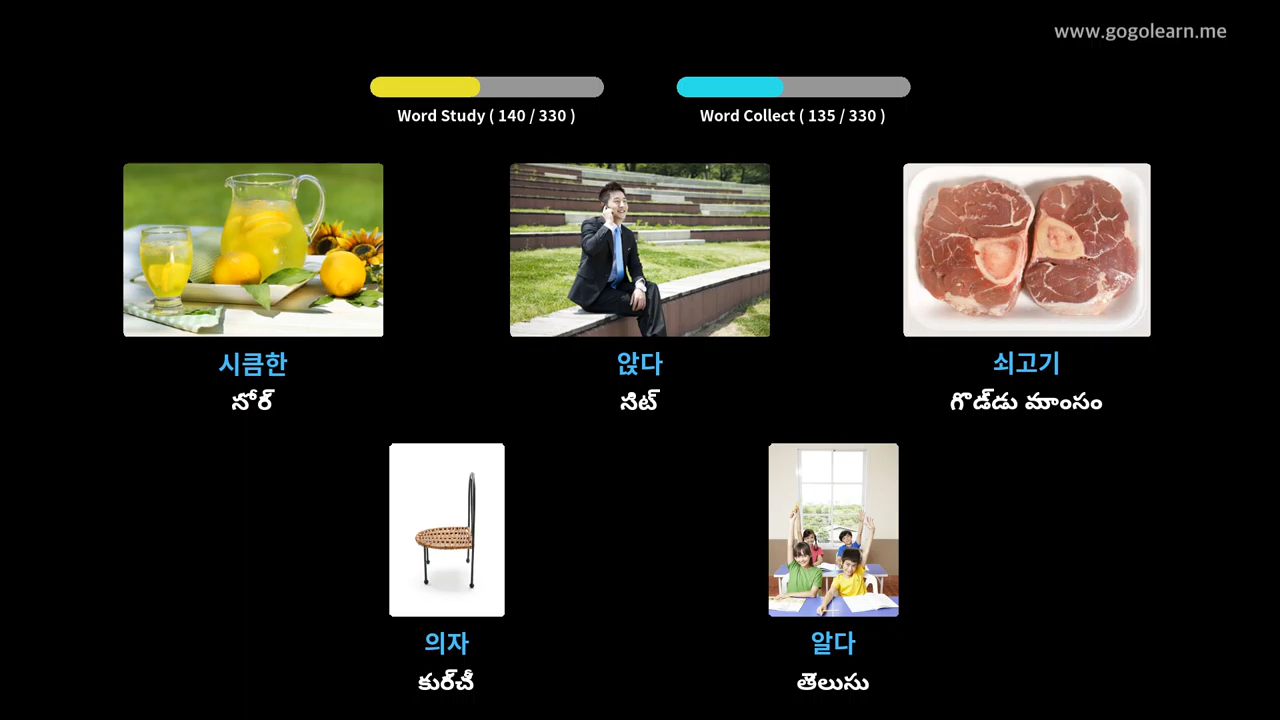 www.gogolearn.me
Word Study ( 140 / 330 )
Word Collect ( 135 / 330 )
시큼한
앉다
쇠고기
నోర్
సిట్
గొడ్డు మాంసం
의자
알다
కుర్చీ
తెలుసు